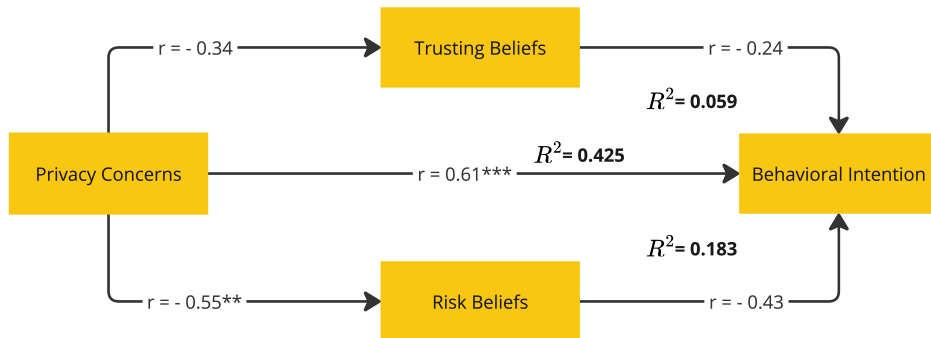 Trusting Beliefs
r = - 0.34
r = - 0.24
R²= 0.059
Privacy Concerns
R²= 0.425
r = 0.61***
Behavioral Intention
R²= 0.183
Risk Beliefs
r = - 0.55**
r = - 0.43